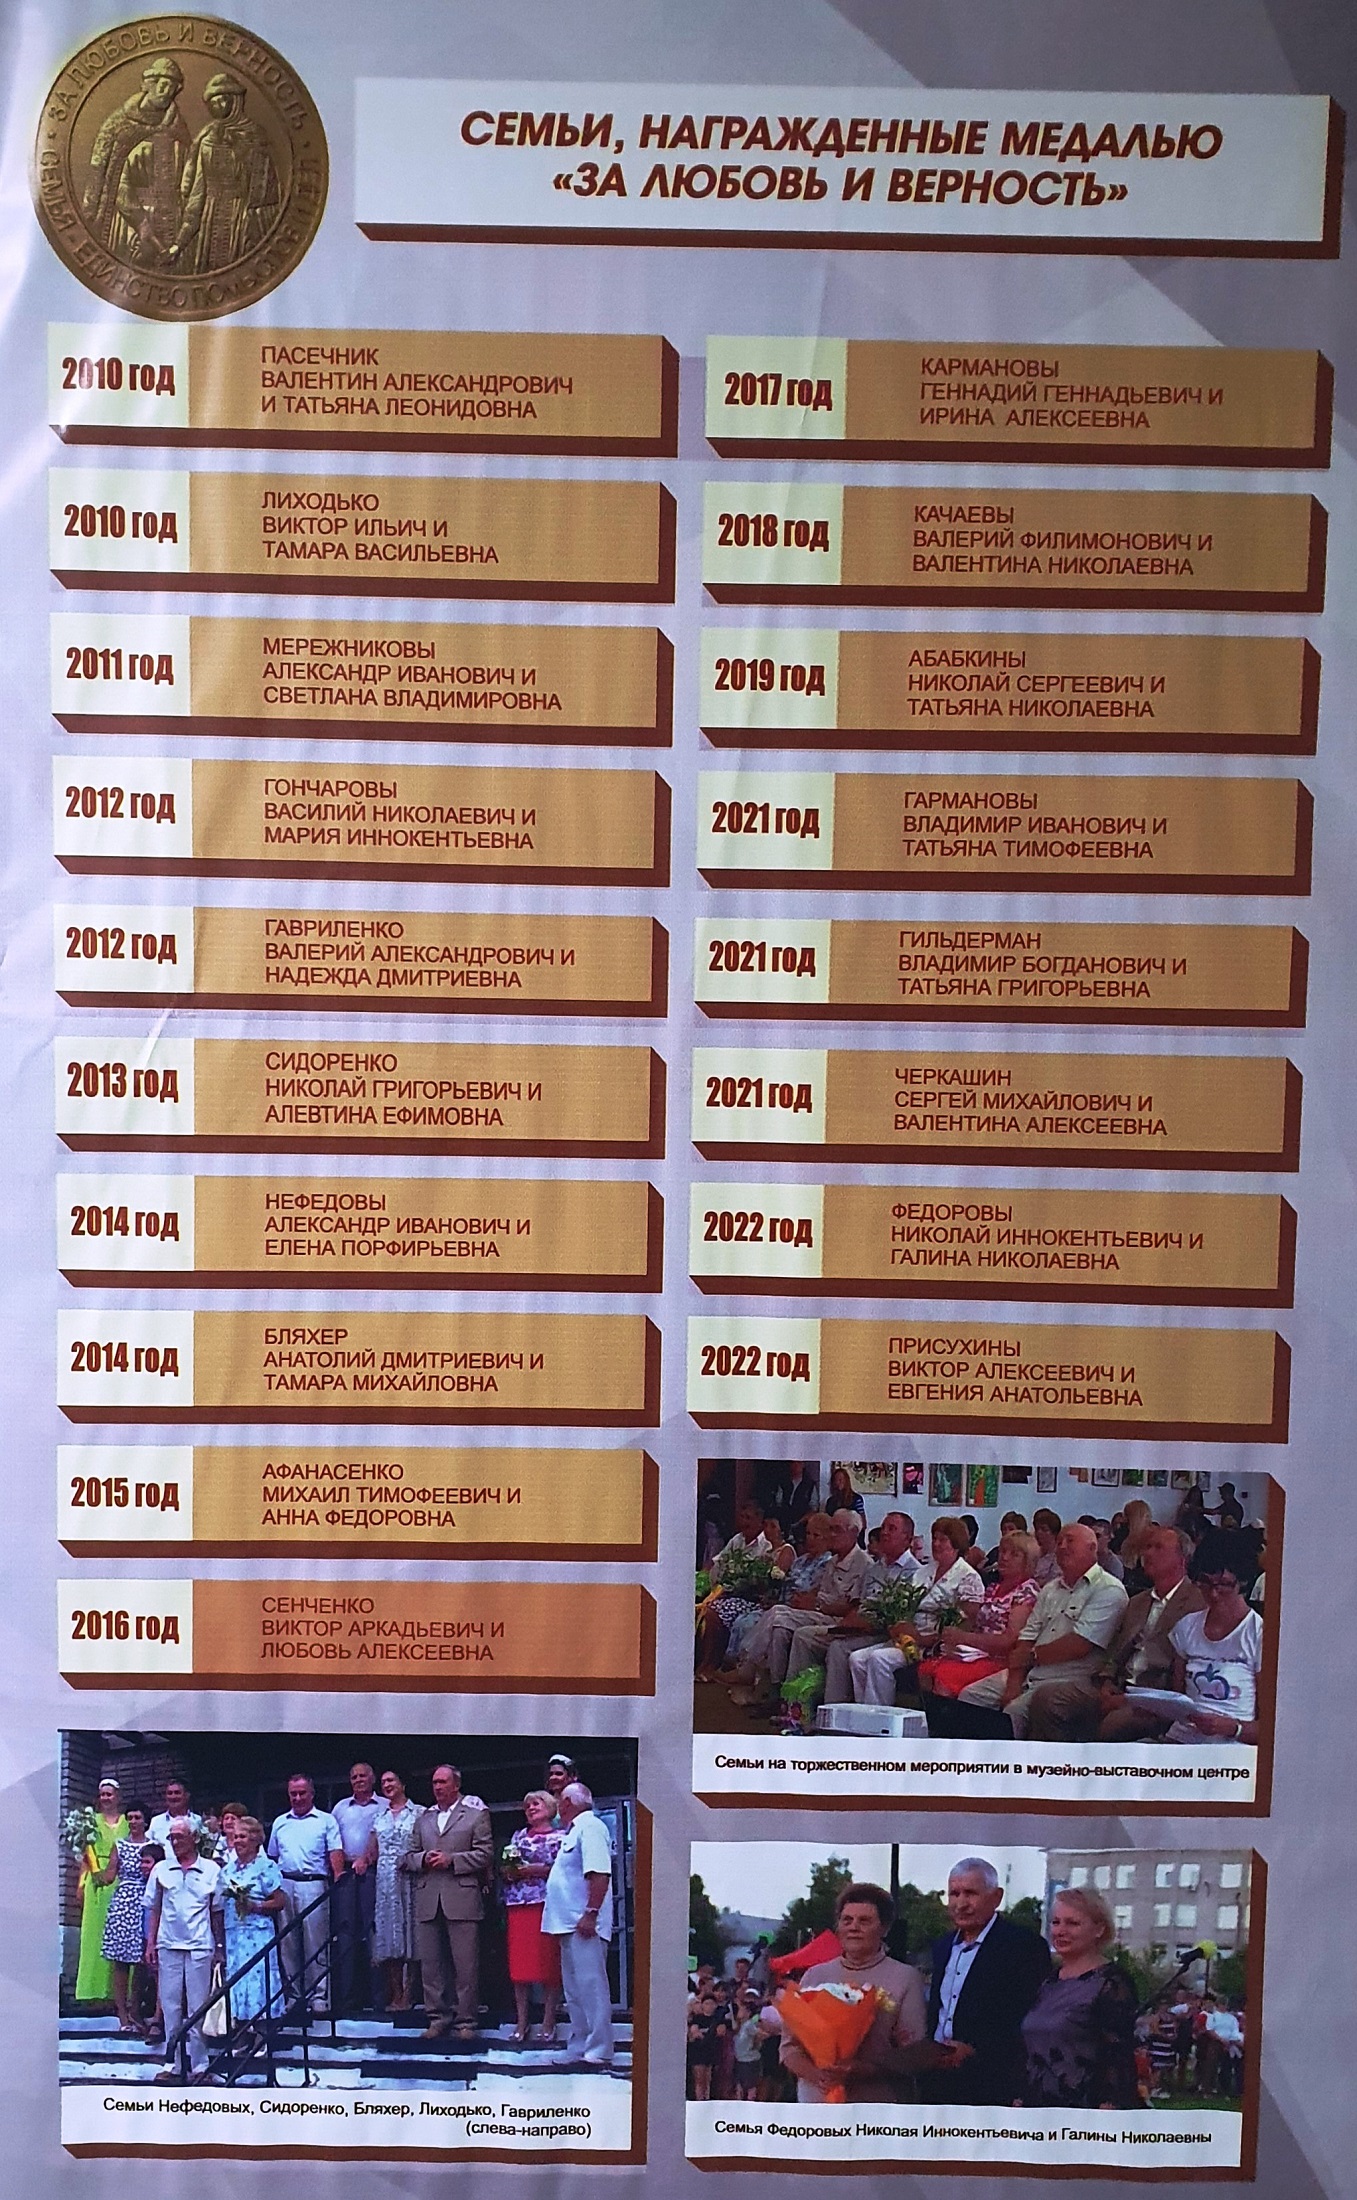 ЗА ЛЮБОВЬ И ВЕРНОСТЬ
СЕМЬЯ · ЕДИНСТВО
СЕМЬИ, НАГРАЖДЕННЫЕ МЕДАЛЬЮ
«ЗА ЛЮБОВЬ И ВЕРНОСТЬ»
2010 год
ПАСЕЧНИК
ВАЛЕНТИН АЛЕКСАНДРОВИЧ
И ТАТЬЯНА ЛЕОНИДОВНА
2010 год
ЛИХОДЬКО
ВИКТОР ИЛЬИЧ И
ТАМАРА ВАСИЛЬЕВНА
2011 год
МЕРЕЖНИКОВЫ
АЛЕКСАНДР ИВАНОВИЧ И
СВЕТЛАНА ВЛАДИМИРОВНА
2012 год
ГОНЧАРОВЫ
ВАСИЛИЙ НИКОЛАЕВИЧ И
МАРИЯ ИННОКЕНТЬЕВНА
2012 год
ГАВРИЛЕНКО
ВАЛЕРИЙ АЛЕКСАНДРОВИЧ И
НАДЕЖДА ДМИТРИЕВНА
2013 год
СИДОРЕНКО
НИКОЛАЙ ГРИГОРЬЕВИЧ И
АЛЕВТИНА ЕФИМОВНА
2014 год
НЕФЕДОВЫ
АЛЕКСАНДР ИВАНОВИЧ И
ЕЛЕНА ПОРФИРЬЕВНА
2014 год
БЛЯХЕР
АНАТОЛИЙ ДМИТРИЕВИЧ И
ТАМАРА МИХАЙЛОВНА
2015 год
АФАНАСЕНКО
МИХАИЛ ТИМОФЕЕВИЧ И
АННА ФЕДОРОВНА
2016 год
СЕНЧЕНКО
ВИКТОР АРКАДЬЕВИЧ И
ЛЮБОВЬ АЛЕКСЕЕВНА
Семьи Нефедовых, Сидоренко, Бляхер, Лиходько, Гавриленко
(слева-направо)
2017 год
КАРМАНОВЫ
ГЕННАДИЙ ГЕННАДЬЕВИЧ И
ИРИНА АЛЕКСЕЕВНА
2018 год
КАЧАЕВЫ
ВАЛЕРИЙ ФИЛИМОНОВИЧ И
ВАЛЕНТИНА НИКОЛАЕВНА
2019 год
АБАБКИНЫ
НИКОЛАЙ СЕРГЕЕВИЧ И
ТАТЬЯНА НИКОЛАЕВНА
2021 год
ГАРМАНОВЫ
ВЛАДИМИР ИВАНОВИЧ И
ТАТЬЯНА ТИМОФЕЕВНА
2021 год
ГИЛЬДЕРМАН
ВЛАДИМИР БОГДАНОВИЧ И
ТАТЬЯНА ГРИГОРЬЕВНА
2021 год
ЧЕРКАШИН
СЕРГЕЙ МИХАЙЛОВИЧ И
ВАЛЕНТИНА АЛЕКСЕЕВНА
2022 год
ФЕДОРОВЫ
НИКОЛАЙ ИННОКЕНТЬЕВИЧ И
ГАЛИНА НИКОЛАЕВНА
2022 год
ПРИСУХИНЫ
ВИКТОР АЛЕКСЕЕВИЧ И
ЕВГЕНИЯ АНАТОЛЬЕВНА
Семьи на торжественном мероприятии в музейно-выставочном центре
Семья Федоровых Николая Иннокентьевича и Галины Николаевны